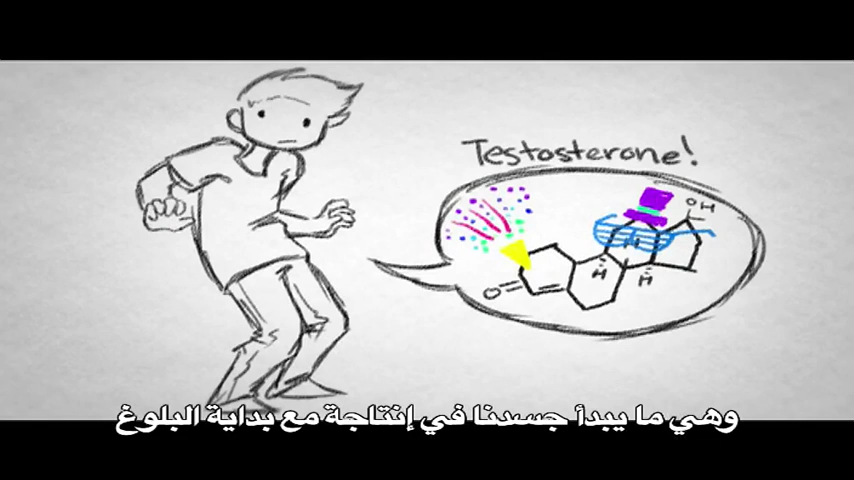 Testosterone!
OH
H
H
H
O
وهي ما يبدأ جسدنا في إنتاجة مع بداية البلوغ